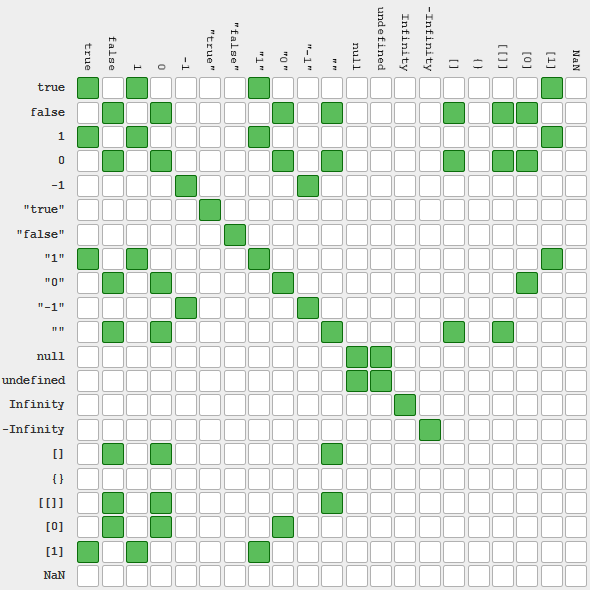 true false 1 0 -1 "true" "false" "1" "0" "-1" "" null undefined Infinity -Infinity [] {} [[]] [0] [1] NaN
true
false
1
0
-1
"true"
"false"
"1"
"0"
"-1"
""
null
undefined
Infinity
-Infinity
[]
{}
[[]]
[0]
[1]
NaN